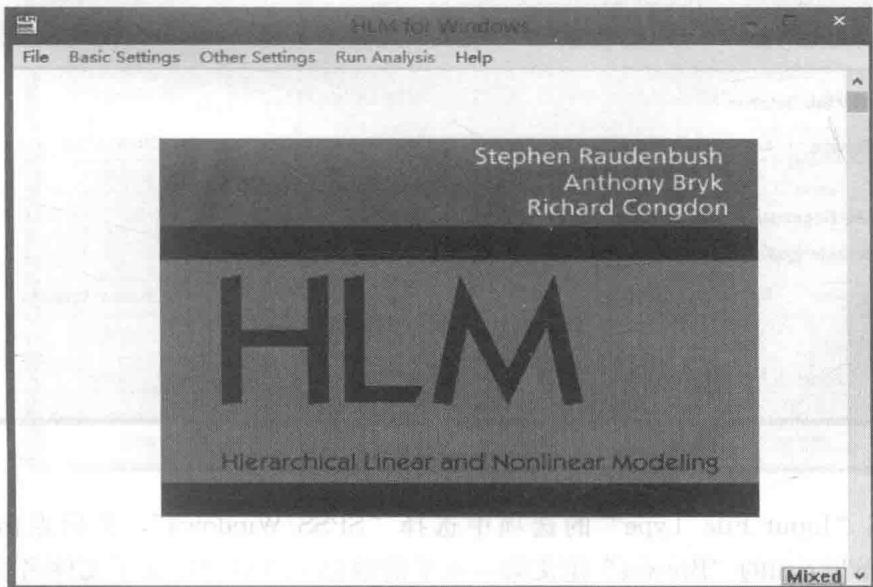 HLM for Windows
File Basic Settings Other Settings Run Analysis Help
Stephen Raudenbush
Anthony Bryk
Richard Congdon
HLM
Hierarchical Linear and Nonlinear Modeling
Mixed